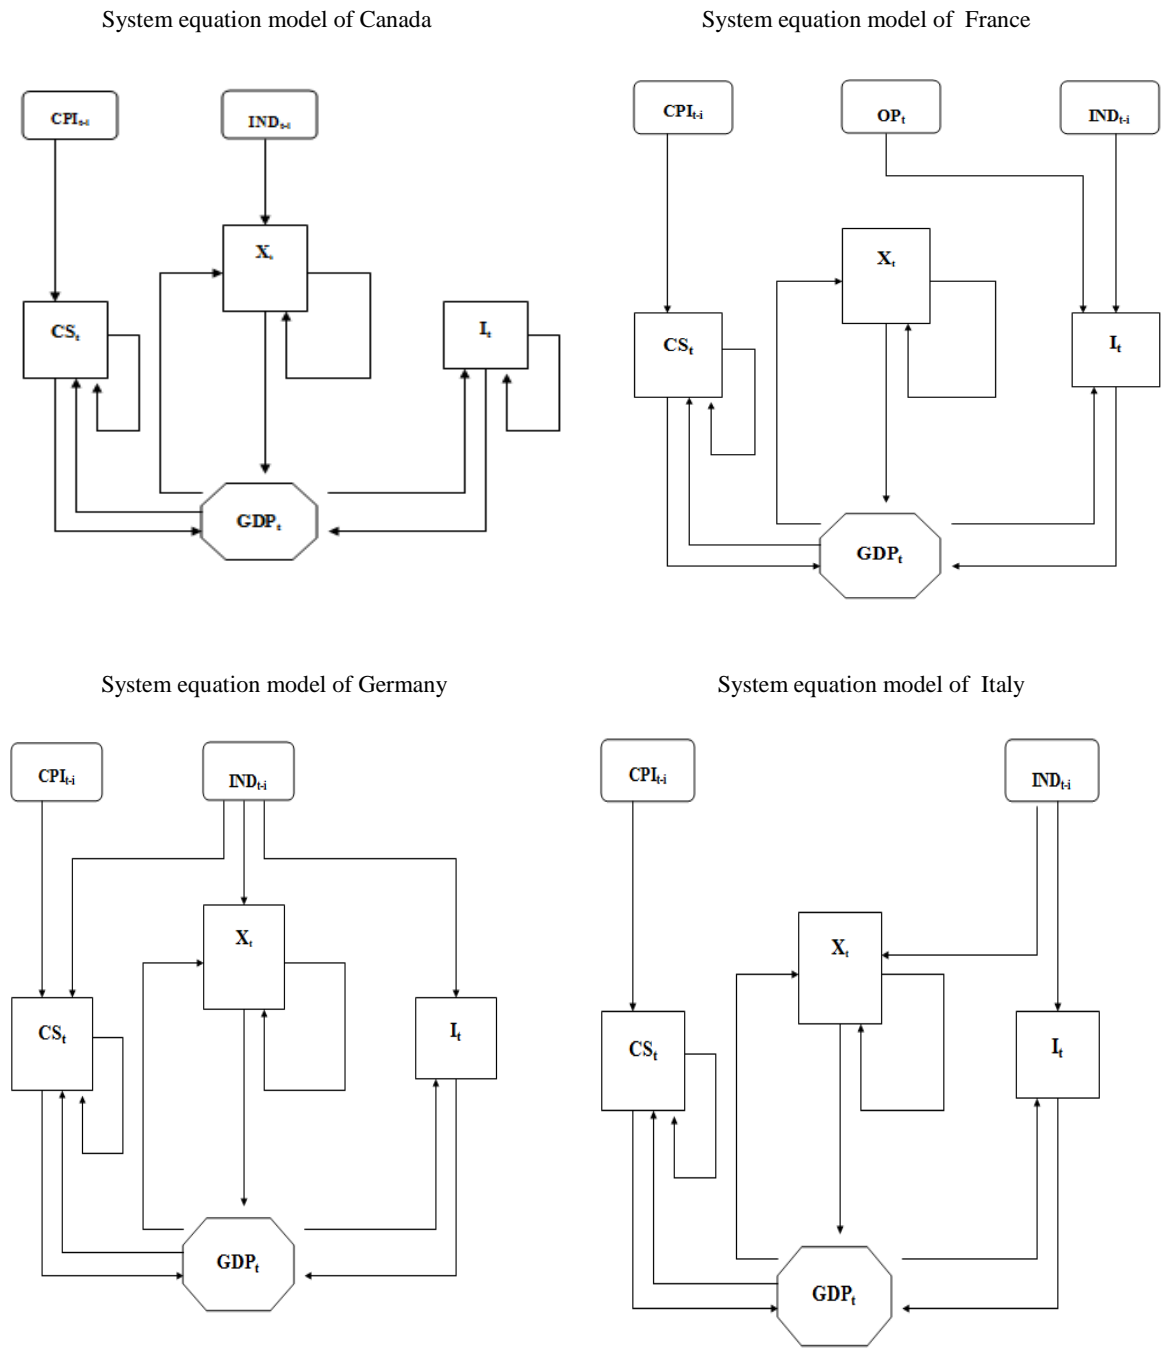 System equation model of Canada
CPIₜ₋ᵢ
INDₜ₋ᵢ
Xₜ
CSₜ
Iₜ
GDPₜ
System equation model of France
CPIₜ₋ᵢ
OPₜ
INDₜ₋ᵢ
Xₜ
CSₜ
Iₜ
GDPₜ
System equation model of Germany
CPIₜ₋ᵢ
INDₜ₋ᵢ
Xₜ
CSₜ
Iₜ
GDPₜ
System equation model of Italy
CPIₜ₋ᵢ
INDₜ₋ᵢ
Xₜ
CSₜ
Iₜ
GDPₜ